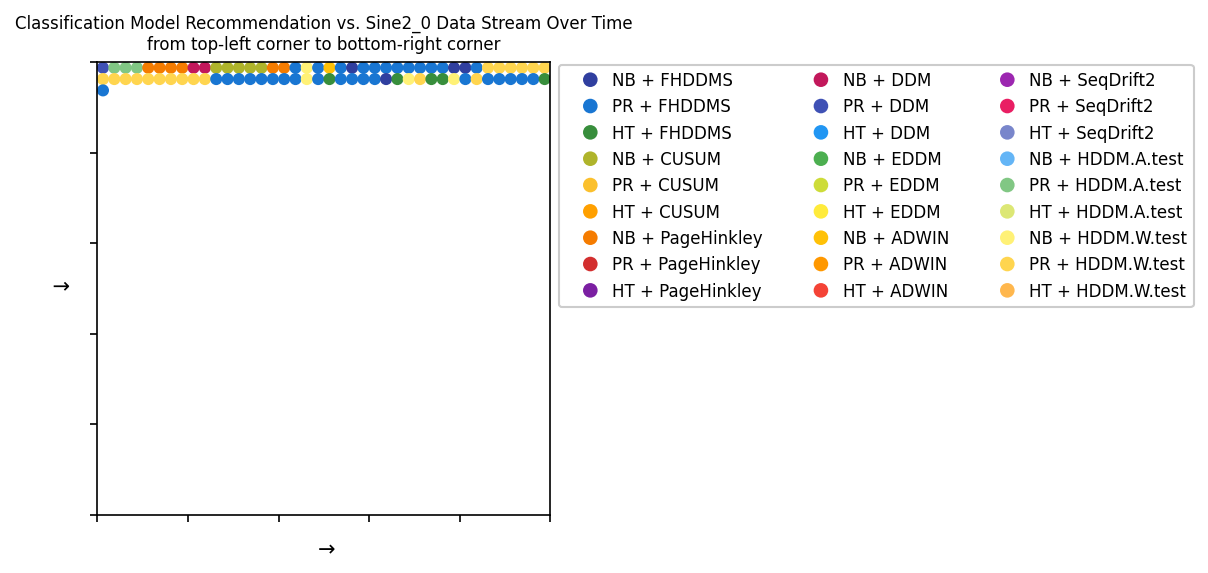 Classification Model Recommendation vs. Sine2_0 Data Stream Over Time
from top-left corner to bottom-right corner
NB + FHDDMS
PR + FHDDMS
HT + FHDDMS
NB + CUSUM
PR + CUSUM
HT + CUSUM
NB + PageHinkley
PR + PageHinkley
HT + PageHinkley
NB + DDM
PR + DDM
HT + DDM
NB + EDDM
PR + EDDM
HT + EDDM
NB + ADWIN
PR + ADWIN
HT + ADWIN
NB + SeqDrift2
PR + SeqDrift2
HT + SeqDrift2
NB + HDDM.A.test
PR + HDDM.A.test
HT + HDDM.A.test
NB + HDDM.W.test
PR + HDDM.W.test
HT + HDDM.W.test
→
→